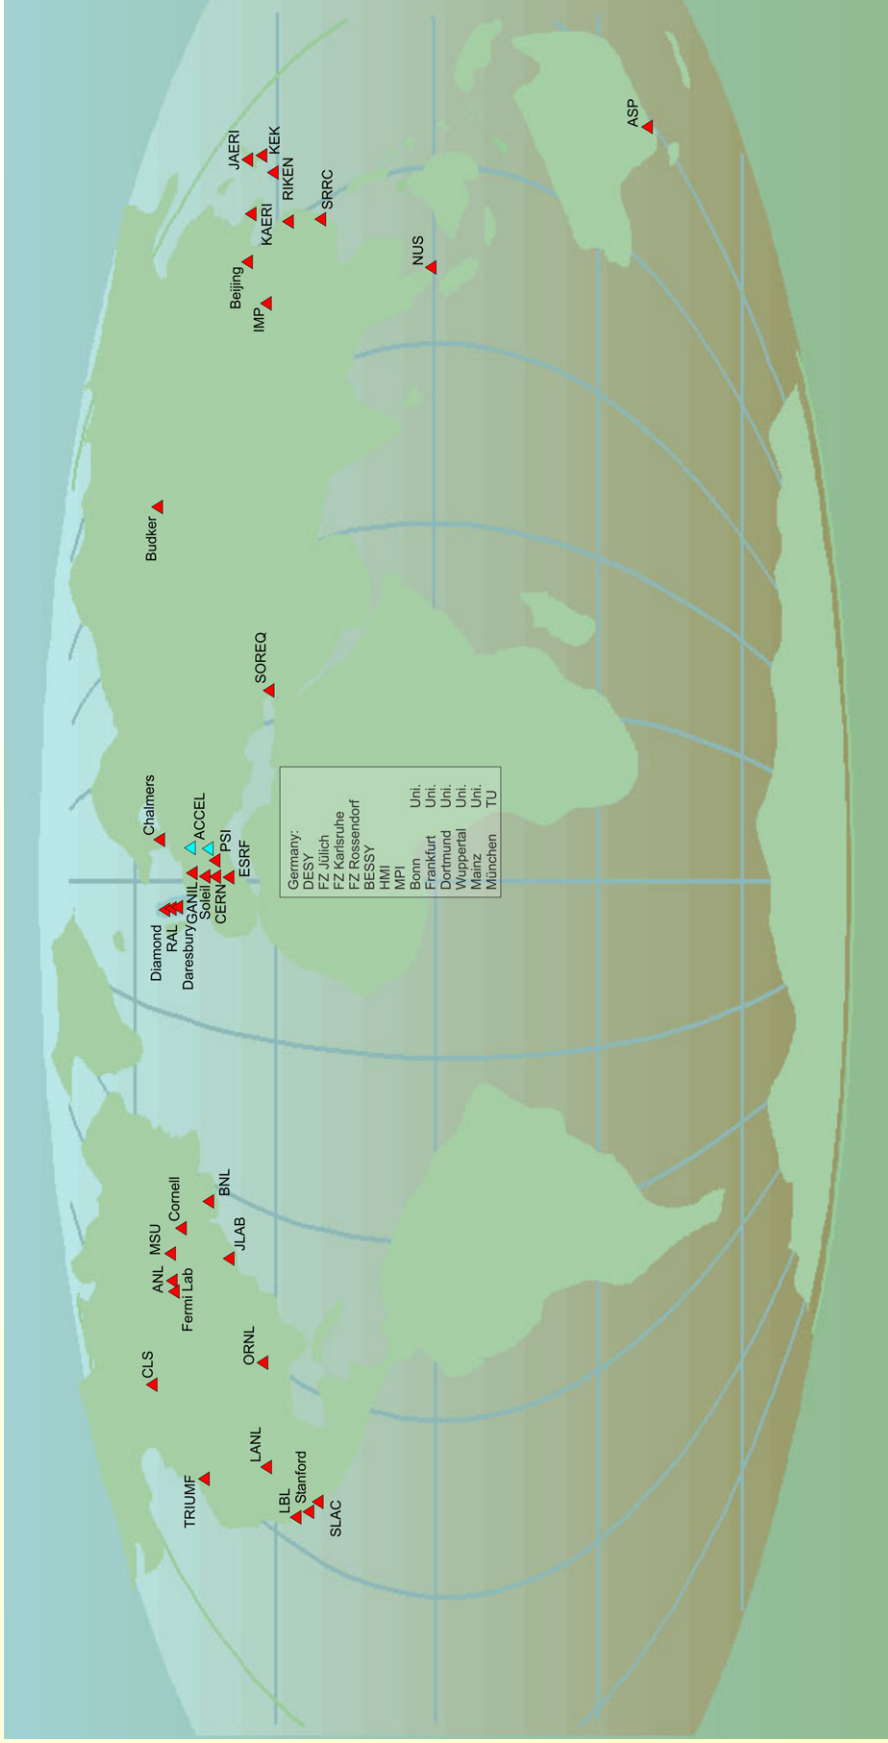 TRIUMF
CLS
LBL
Stanford
SLAC
LANL
ORNL
ANL
Fermi Lab
MSU
Cornell
JLAB
BNL
Diamond
RAL
Daresbury
GANIL
Soleil
CERN
Chalmers
ACCEL
PSI
ESRF
SOREQ
Budker
IMP
Beijing
KAERI
JAERI
KEK
RIKEN
SRRC
NUS
ASP
Germany:
DESY
FZ Jülich
FZ Karlsruhe
FZ Rossendorf
BESSY
HMI
MPI
Bonn Uni.
Frankfurt Uni.
Dortmund Uni.
Wuppertal Uni.
Mainz Uni.
München TU